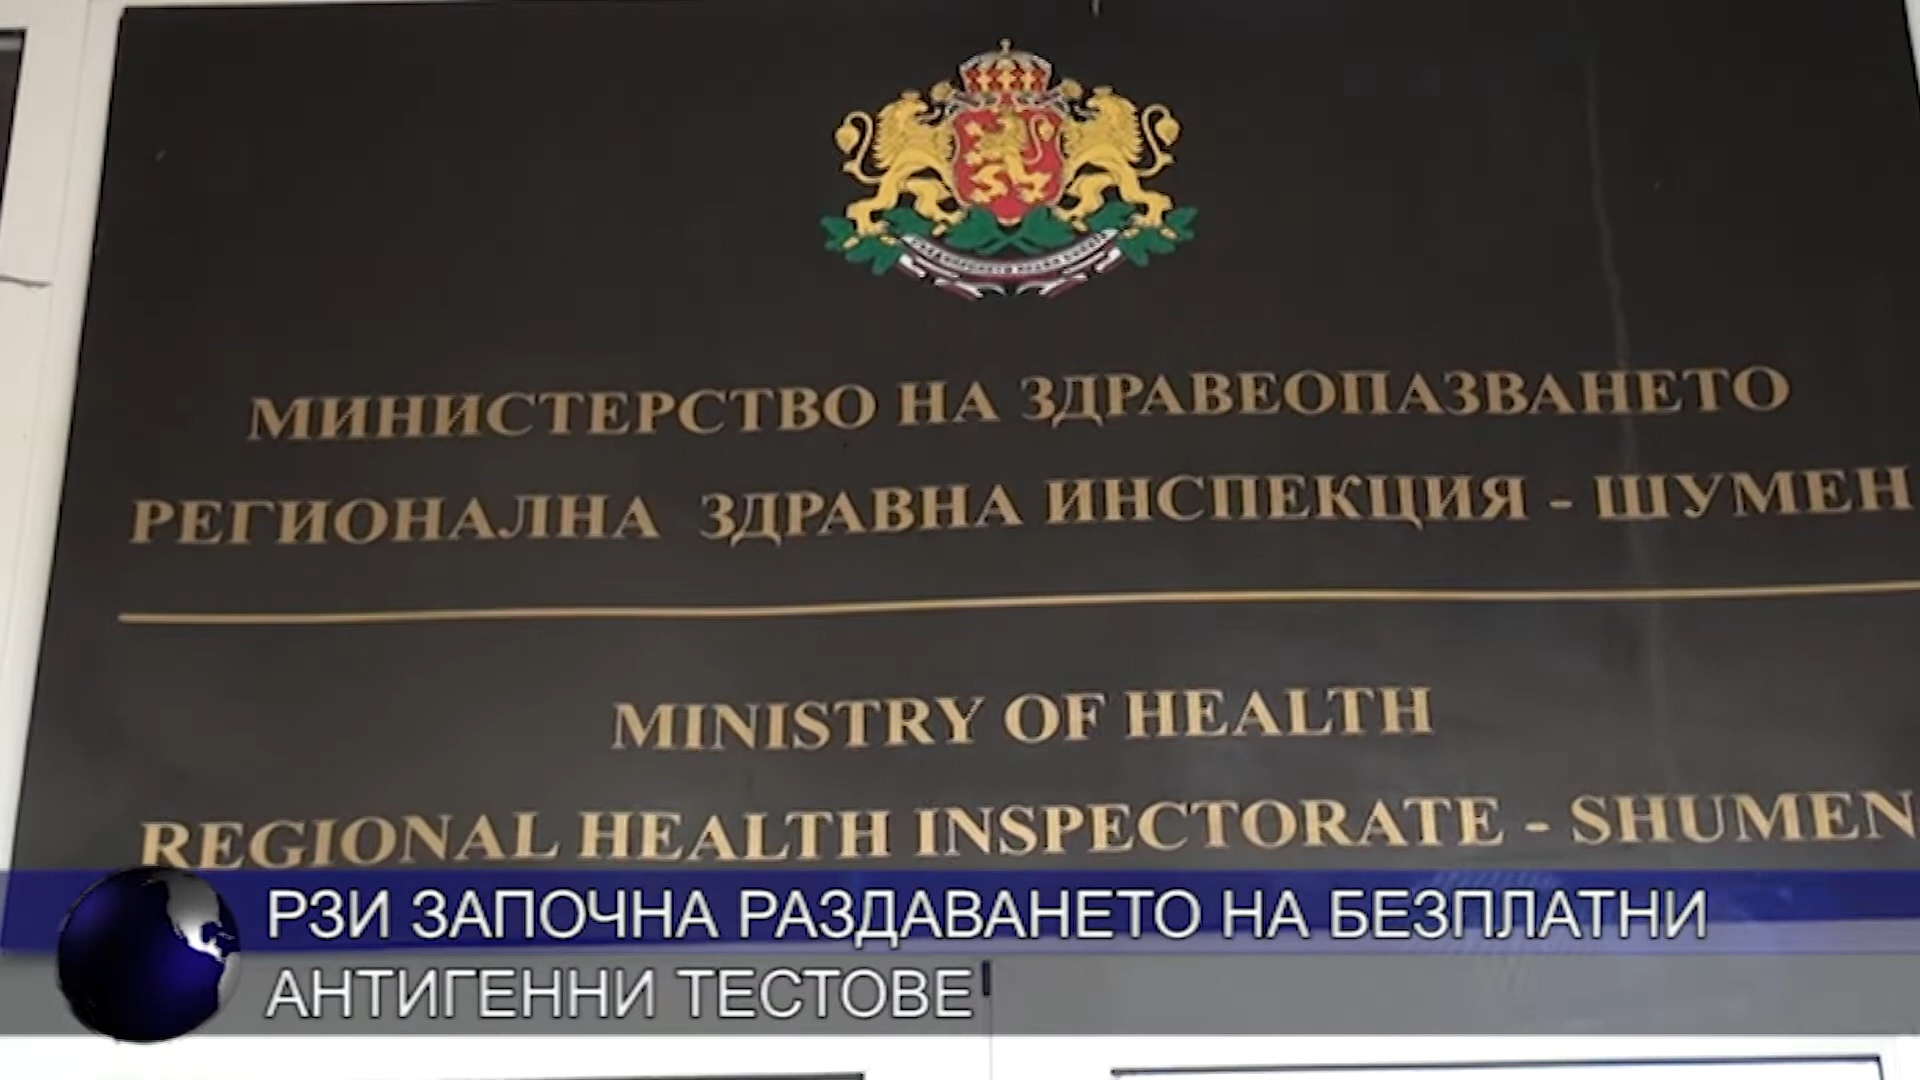 МИНИСТЕРСТВО НА ЗДРАВЕОПАЗВАНЕТО
РЕГИОНАЛНА ЗДРАВНА ИНСПЕКЦИЯ - ШУМЕН
MINISTRY OF HEALTH
REGIONAL HEALTH INSPECTORATE - SHUMEN
РЗИ ЗАПОЧНА РАЗДАВАНЕТО НА БЕЗПЛАТНИ
АНТИГЕННИ ТЕСТОВЕ